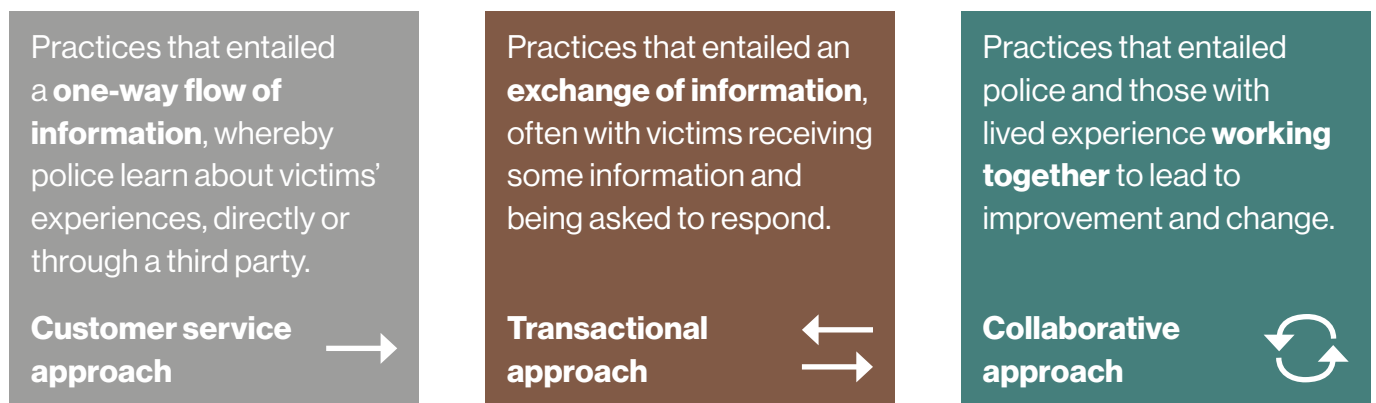 Practices that entailed
a one-way flow of
information, whereby
police learn about victims’
experiences, directly or
through a third party.
Customer service
approach
Practices that entailed an
exchange of information,
often with victims receiving
some information and
being asked to respond.
Transactional
approach
Practices that entailed
police and those with
lived experience working
together to lead to
improvement and change.
Collaborative
approach